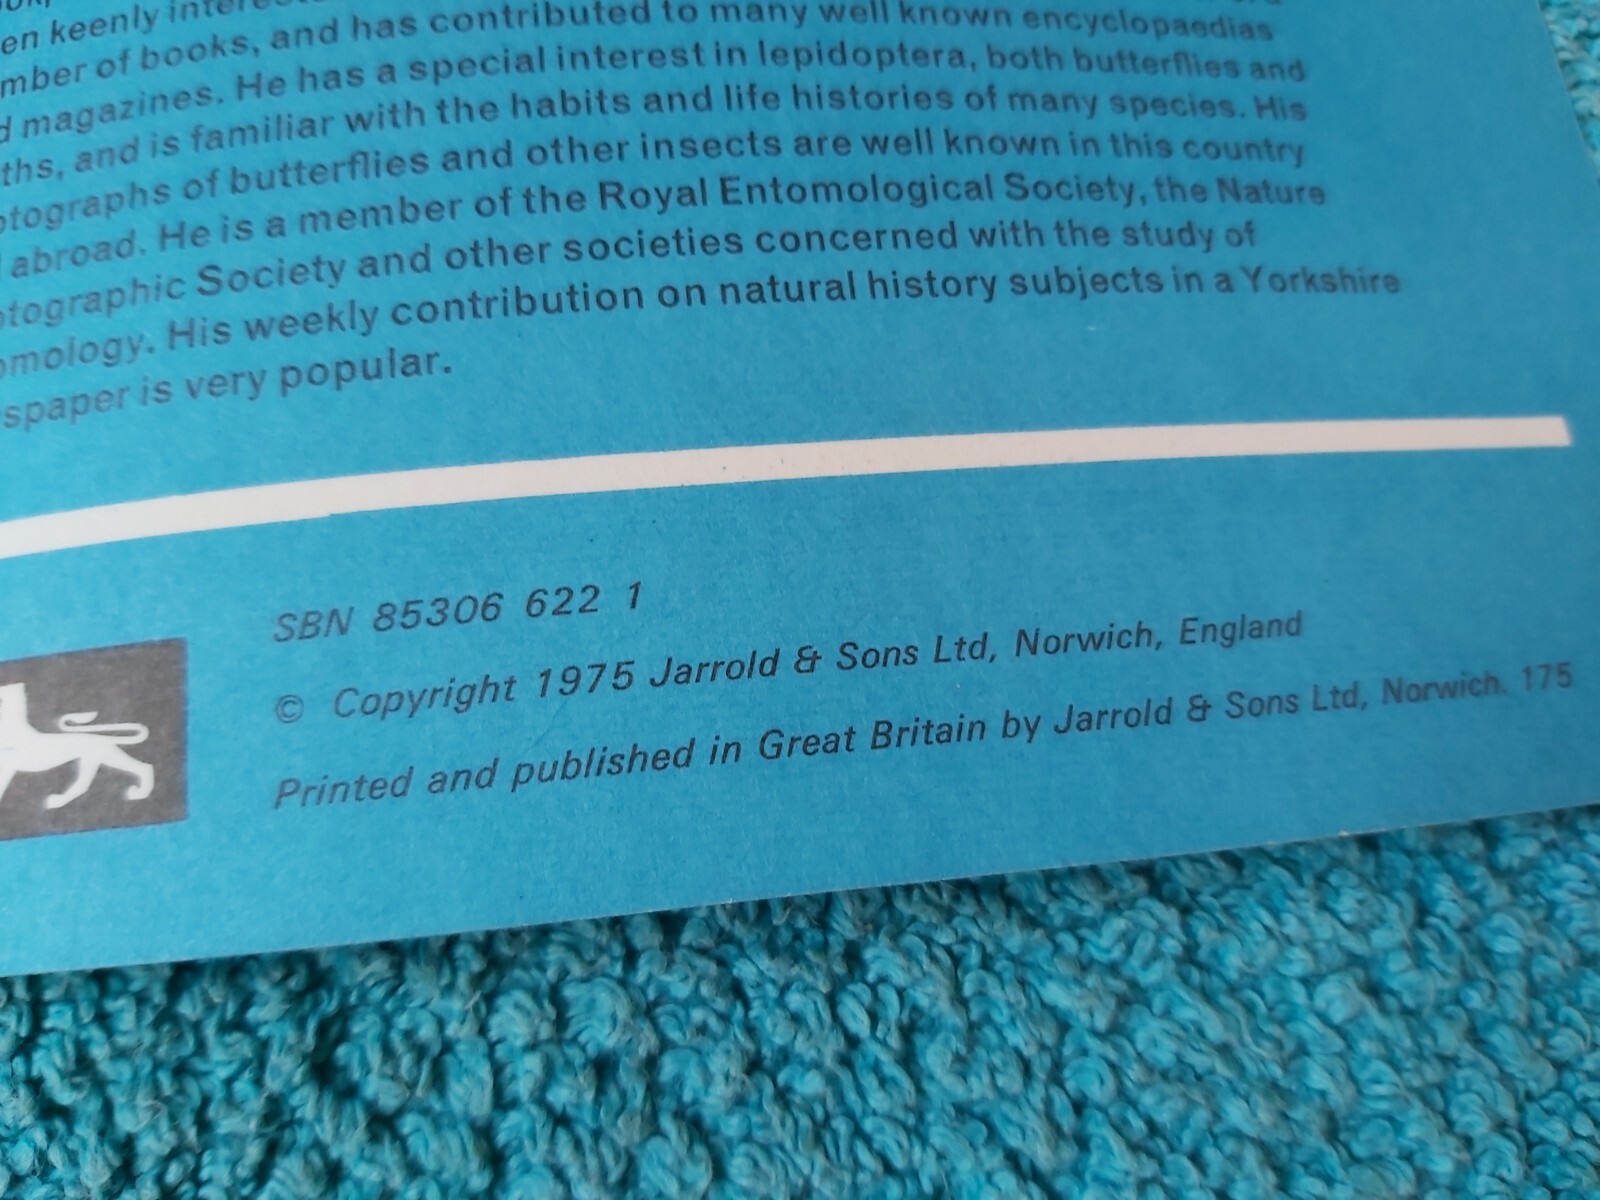 en keenly
mber of books, and has contributed to many well known encyclopaedias
d magazines. He has a special interest in lepidoptera, both butterflies and
ths, and is familiar with the habits and life histories of many species. His
otographs of butterflies and other insects are well known in this country
abroad. He is a member of the Royal Entomological Society, the Nature
otographic Society and other societies concerned with the study of
omology. His weekly contribution on natural history subjects in a Yorkshire
spaper is very popular.
SBN 85306 622 1
© Copyright 1975 Jarrold & Sons Ltd, Norwich, England
Printed and published in Great Britain by Jarrold & Sons Ltd, Norwich. 175